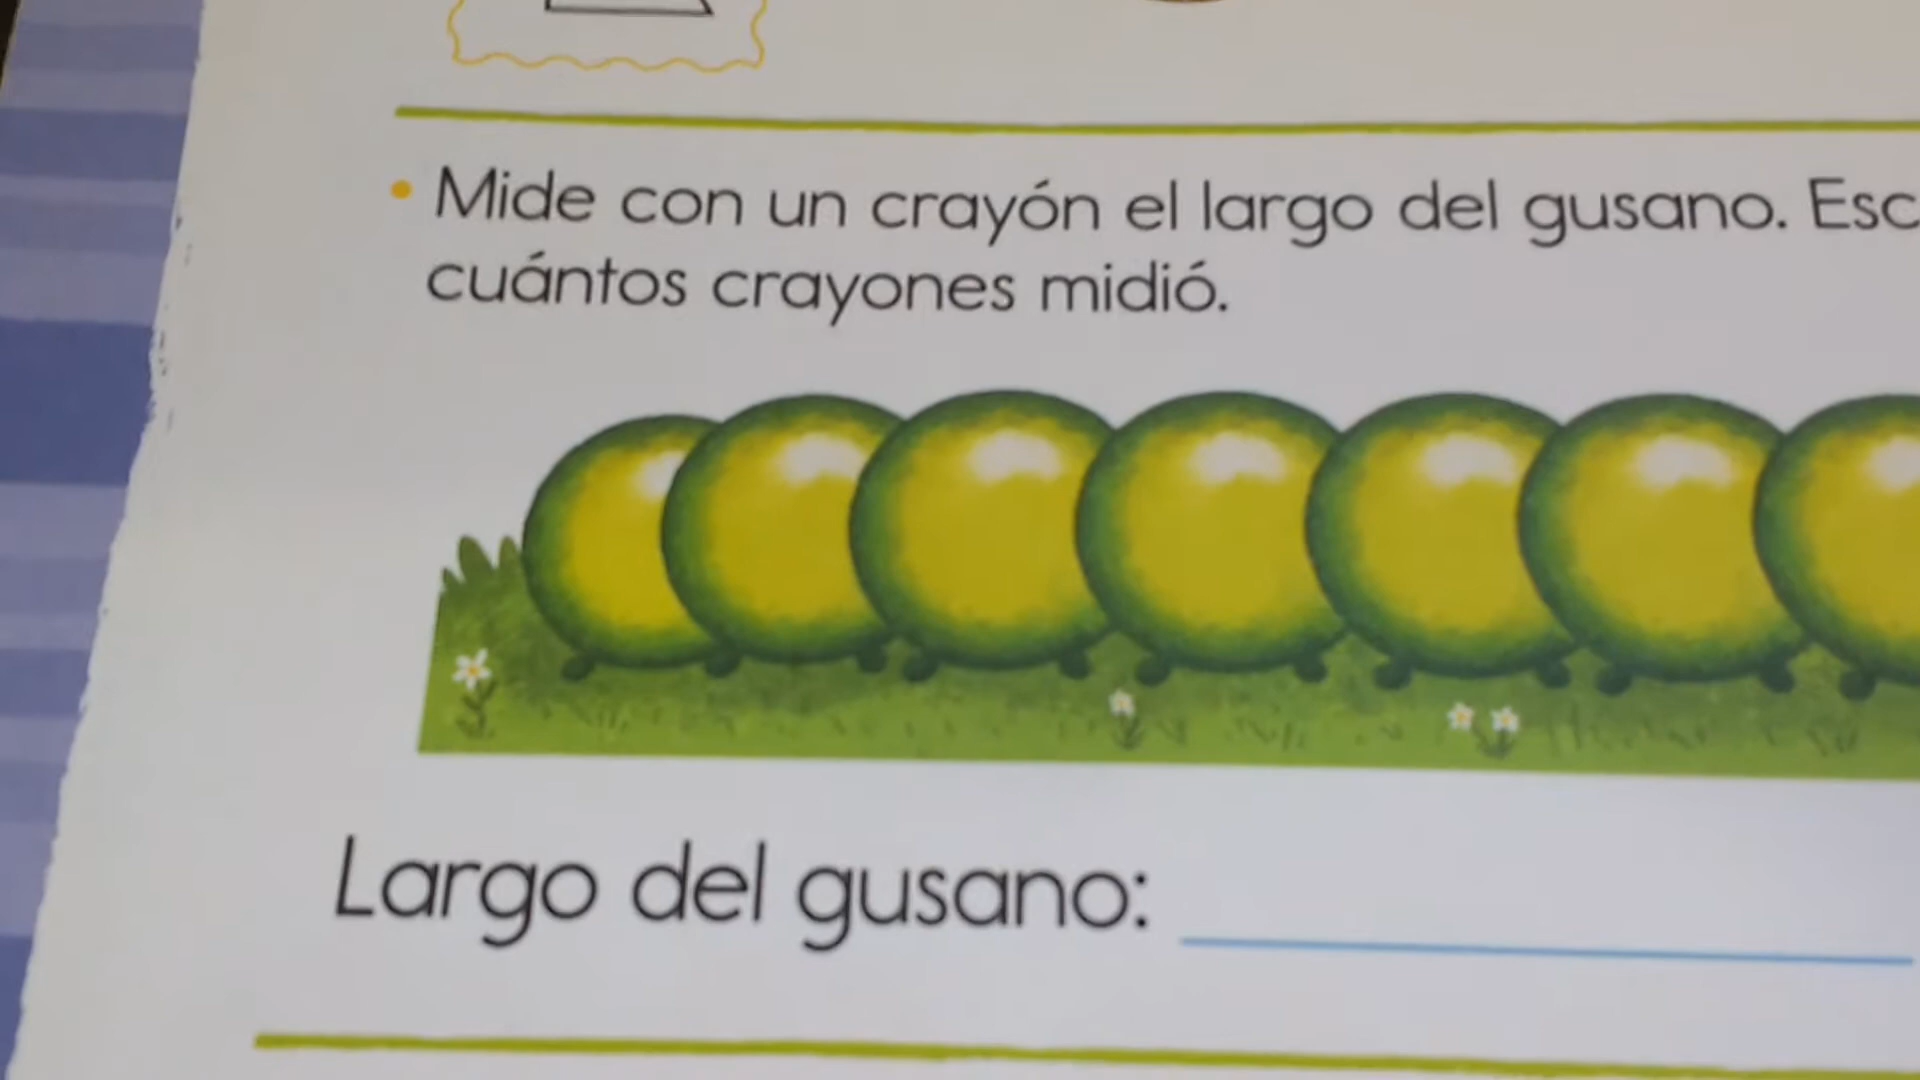 • Mide con un crayón el largo del gusano. Esc
cuántos crayones midió.
Largo del gusano: